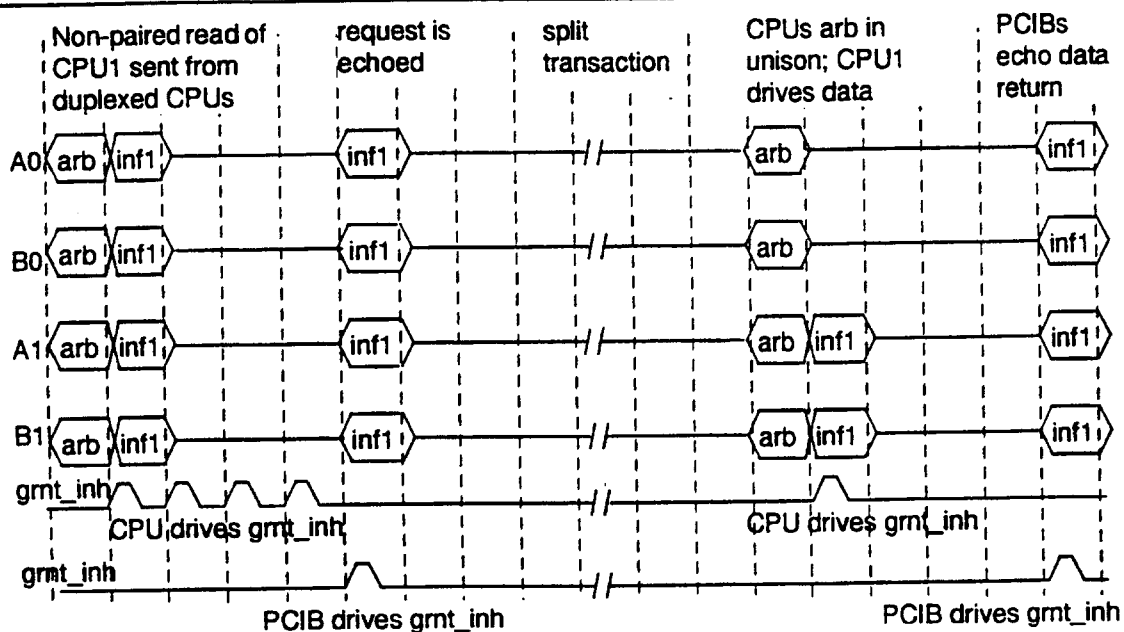 Non-paired read of
CPU1 sent from
duplexed CPUs
request is
echoed
split
transaction
CPUs arb in
unison; CPU1
drives data
PCIBs
echo data
return
A0 arb inf1 inf1 arb inf1
B0 arb inf1 inf1 arb inf1
A1 arb inf1 inf1 arb inf1 inf1
B1 arb inf1 inf1 arb inf1 inf1
grnt_inh
CPU drives grnt_inh
CPU drives grnt_inh
grnt_inh
PCIB drives grnt_inh
PCIB drives grnt_inh